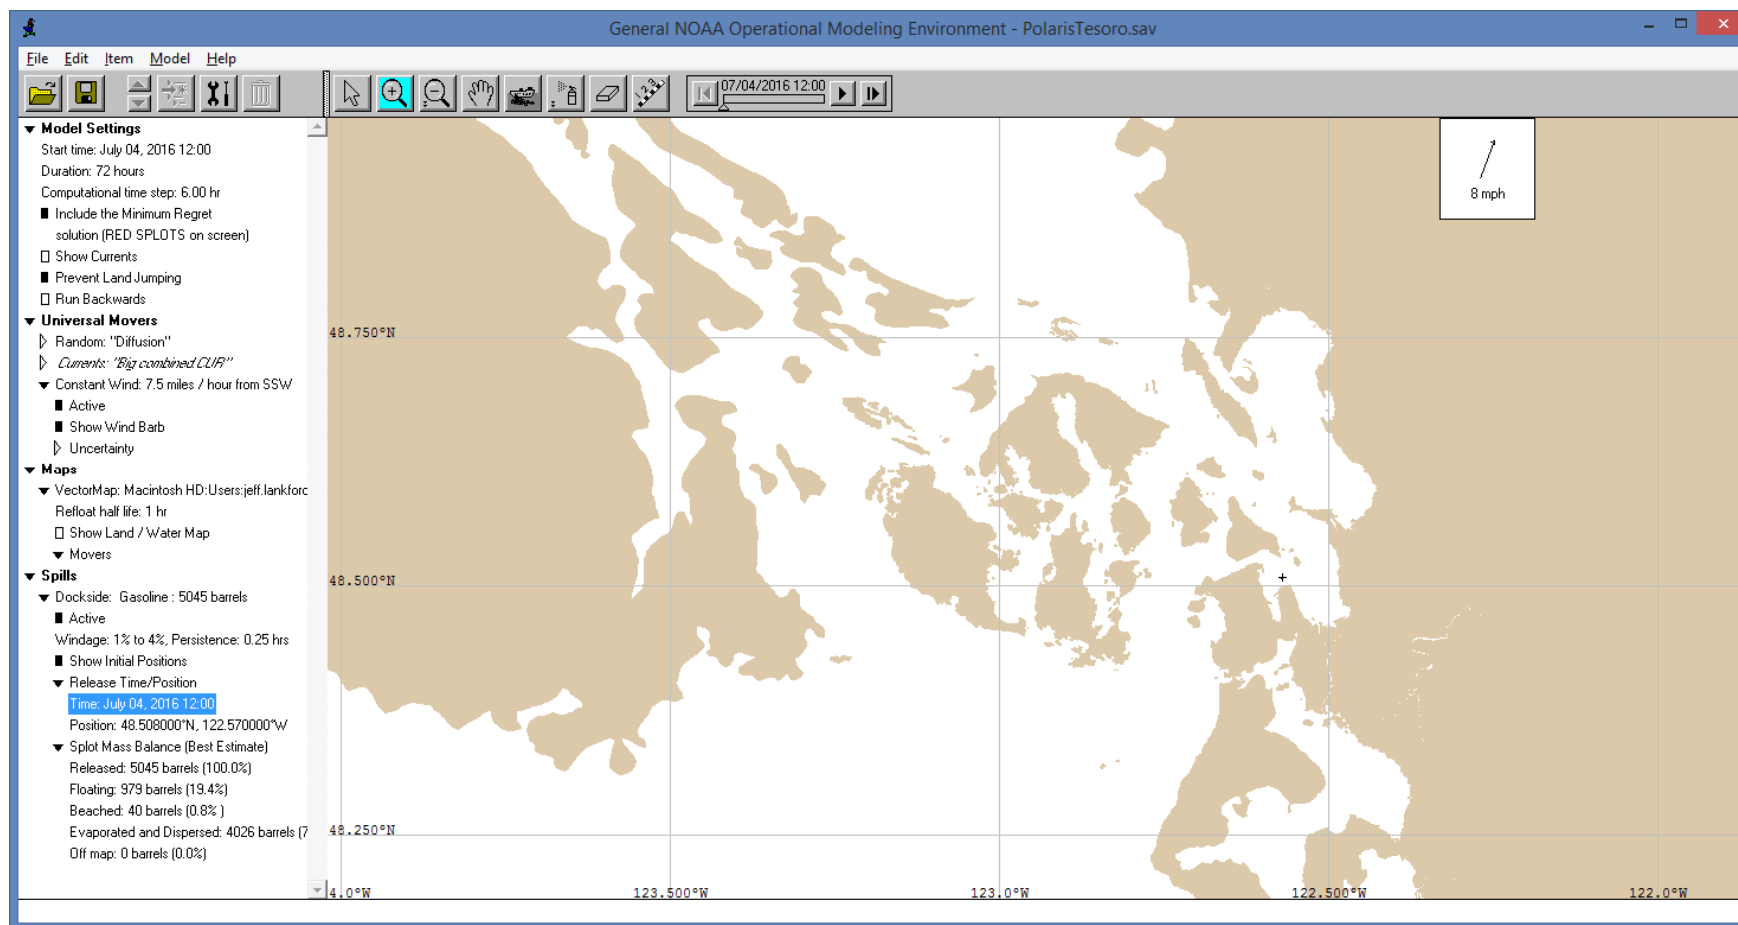 General NOAA Operational Modeling Environment - PolarisTesoro.sav
File Edit Item Model Help
07/04/2016 12:00
Model Settings
Start time: July 04, 2016 12:00
Duration: 72 hours
Computational time step: 6.00 hr
Include the Minimum Regret
solution (RED SPLOTS on screen)
Show Currents
Prevent Land Jumping
Run Backwards
Universal Movers
Random: "Diffusion"
Currents: "Big combined.CUR"
Constant Wind: 7.5 miles / hour from SSW
Active
Show Wind Barb
Uncertainty
Maps
VectorMap: Macintosh HD:Users:jeff.lankford
Refloat half life: 1 hr
Show Land / Water Map
Movers
Spills
Dockside: Gasoline : 5045 barrels
Active
Windage: 1% to 4%, Persistence: 0.25 hrs
Show Initial Positions
Release Time/Position
Time: July 04, 2016 12:00
Position: 48.508000°N, 122.570000°W
Splot Mass Balance (Best Estimate)
Released: 5045 barrels (100.0%)
Floating: 979 barrels (19.4%)
Beached: 40 barrels (0.8% )
Evaporated and Dispersed: 4026 barrels (7
Off map: 0 barrels (0.0%)
8 mph
48.750°N
48.500°N
48.250°N
4.0°W 123.500°W 123.0°W 122.500°W 122.0°W